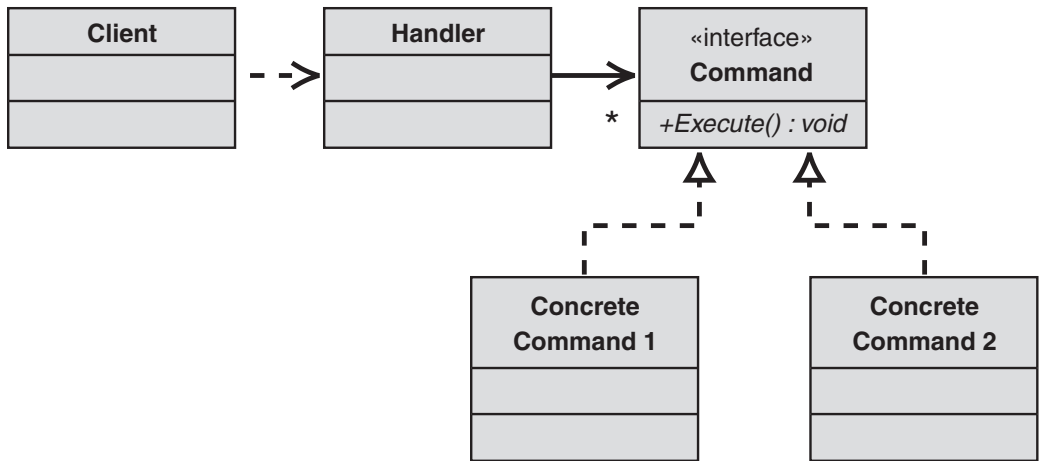 Client
Handler
«interface»
Command
*
+Execute() : void
Concrete
Command 1
Concrete
Command 2